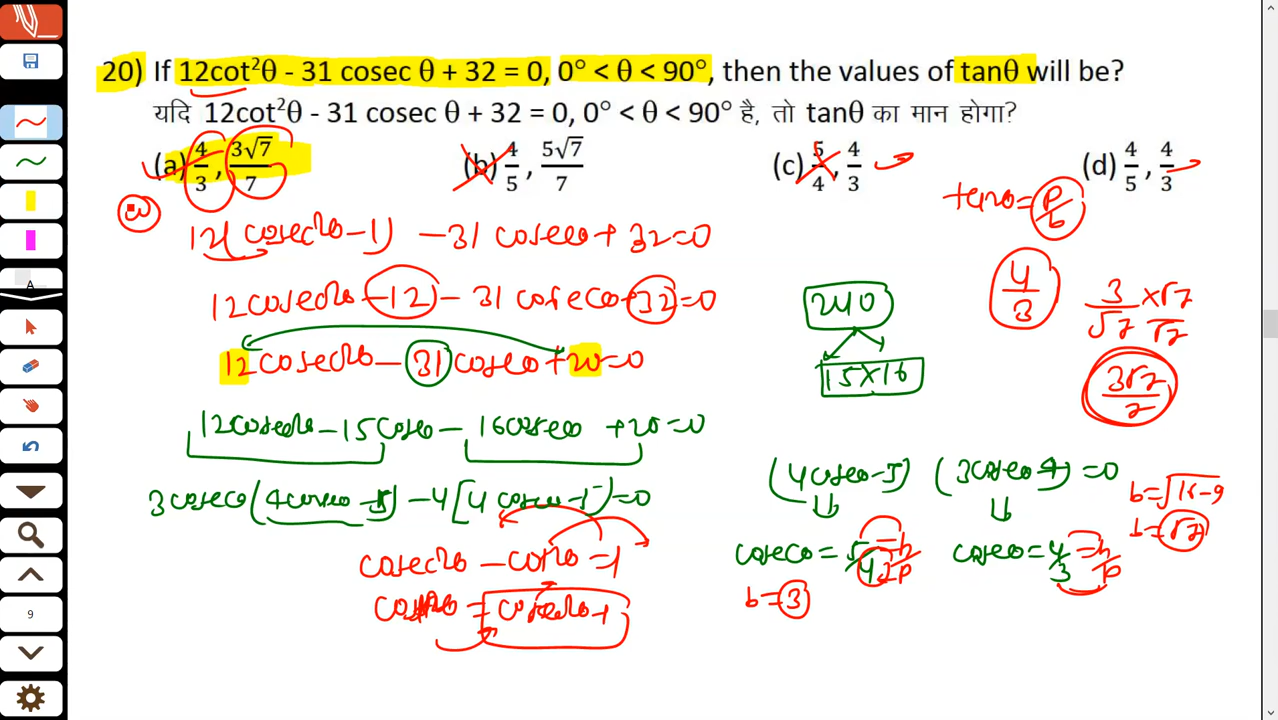 20) If 12cot²θ - 31 cosec θ + 32 = 0, 0° < θ < 90°, then the values of tanθ will be?
यदि 12cot²θ - 31 cosec θ + 32 = 0, 0° < θ < 90° है, तो tanθ का मान होगा?
(a) 4/3, 3√7/7 (b) 4/5, 5√7/7 (c) 5/4, 4/3 (d) 4/5, 4/3
tanθ = P/b
12(cosec²θ - 1) - 31 cosecθ + 32 = 0
12cosec²θ - 12 - 31 cosecθ + 32 = 0
240
4/3
3/√7 × √7/√7
12cosec²θ - 31 cosecθ + 20 = 0
15×16
3√7/7
12cosec²θ - 15cosecθ - 16cosecθ + 20 = 0
3cosecθ(4cosecθ - 5) - 4[4cosecθ - 5] = 0
(4cosecθ - 5) (3cosecθ - 4) = 0
b = √16-9
b = √7
cosec²θ - cot²θ = 1
cosecθ = 5/4 = h/P
cosecθ = 4/3 = h/P
b = 3
cot²θ = cosec²θ - 1
A
9